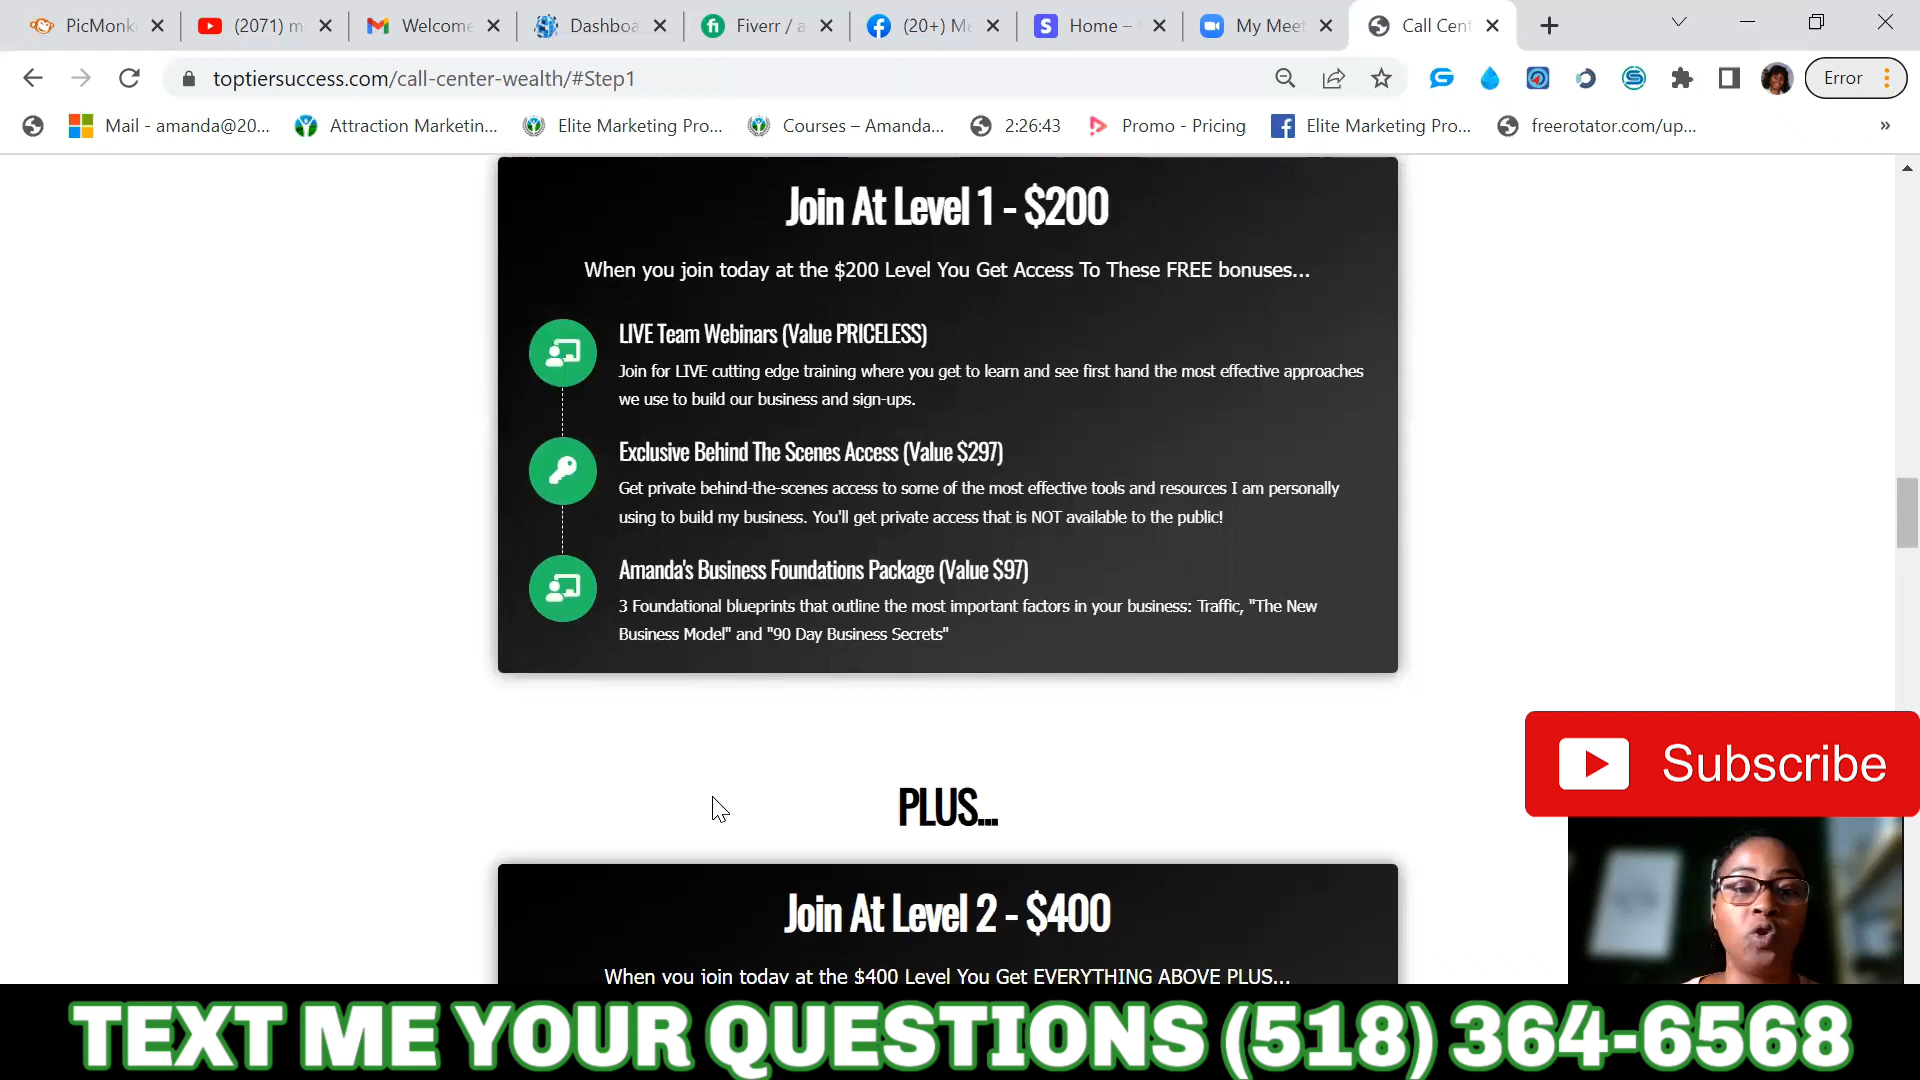 PicMonk
(2071) m
Welcome
Dashboa
Fiverr / a
(20+) Me
Home –
My Meet
Call Cent
toptiersuccess.com/call-center-wealth/#Step1
Error
Mail - amanda@20...
Attraction Marketin...
Elite Marketing Pro...
Courses – Amanda...
2:26:43
Promo - Pricing
Elite Marketing Pro...
freerotator.com/up...
»
Join At Level 1 - $200
When you join today at the $200 Level You Get Access To These FREE bonuses...
LIVE Team Webinars (Value PRICELESS)
Join for LIVE cutting edge training where you get to learn and see first hand the most effective approaches
we use to build our business and sign-ups.
Exclusive Behind The Scenes Access (Value $297)
Get private behind-the-scenes access to some of the most effective tools and resources I am personally
using to build my business. You'll get private access that is NOT available to the public!
Amanda's Business Foundations Package (Value $97)
3 Foundational blueprints that outline the most important factors in your business: Traffic, "The New
Business Model" and "90 Day Business Secrets"
Subscribe
PLUS...
Join At Level 2 - $400
When you join today at the $400 Level You Get EVERYTHING ABOVE PLUS...
TEXT ME YOUR QUESTIONS (518) 364-6568